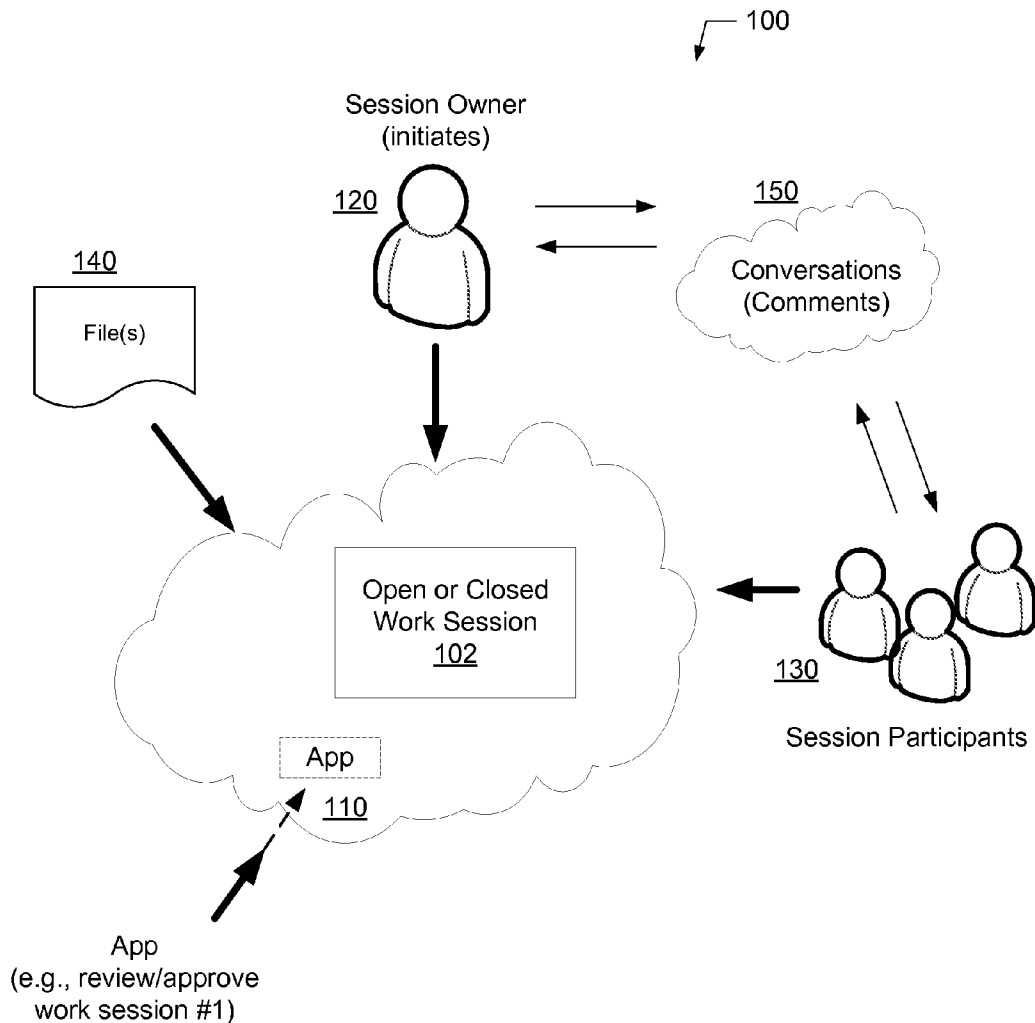 100
Session Owner
(initiates)
120
150
Conversations
(Comments)
140
File(s)
Open or Closed
Work Session
102
130
Session Participants
App
110
App
(e.g., review/approve
work session #1)